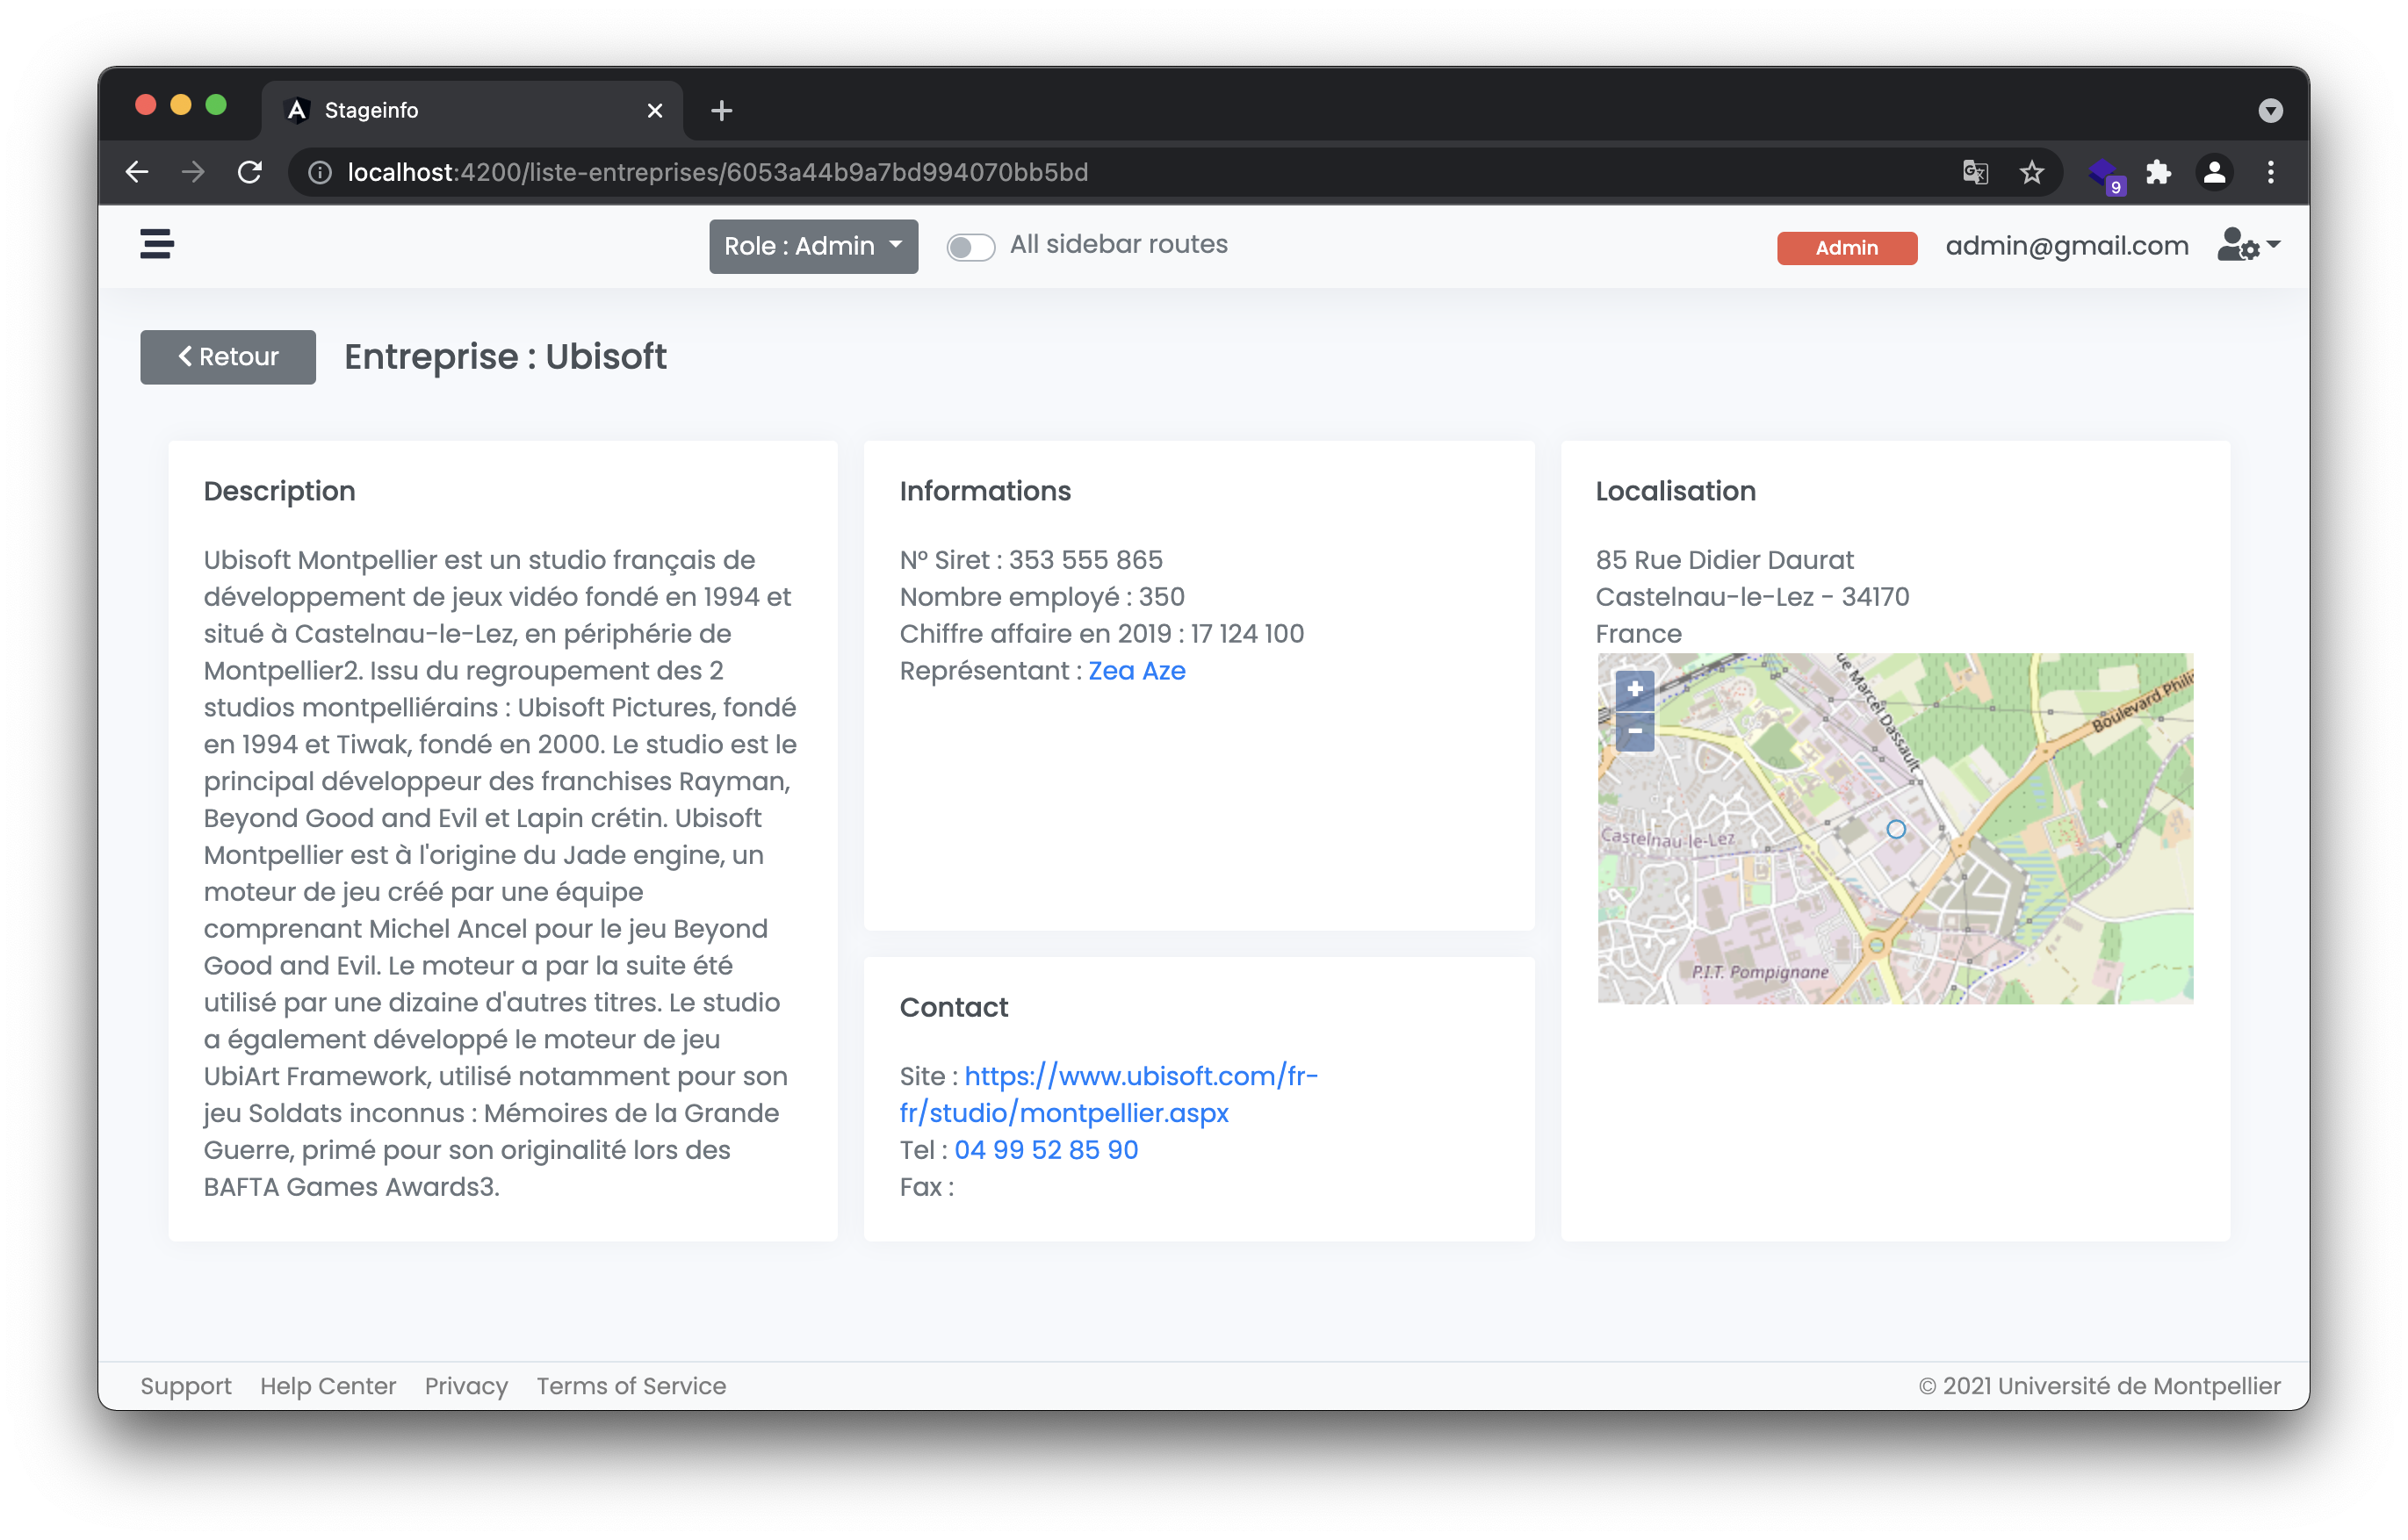 Stageinfo
localhost:4200/liste-entreprises/6053a44b9a7bd994070bb5bd
9
Role : Admin
All sidebar routes
Admin
admin@gmail.com
Retour
Entreprise : Ubisoft
Description
Ubisoft Montpellier est un studio français de
développement de jeux vidéo fondé en 1994 et
situé à Castelnau-le-Lez, en périphérie de
Montpellier2. Issu du regroupement des 2
studios montpelliérains : Ubisoft Pictures, fondé
en 1994 et Tiwak, fondé en 2000. Le studio est le
principal développeur des franchises Rayman,
Beyond Good and Evil et Lapin crétin. Ubisoft
Montpellier est à l'origine du Jade engine, un
moteur de jeu créé par une équipe
comprenant Michel Ancel pour le jeu Beyond
Good and Evil. Le moteur a par la suite été
utilisé par une dizaine d'autres titres. Le studio
a également développé le moteur de jeu
UbiArt Framework, utilisé notamment pour son
jeu Soldats inconnus : Mémoires de la Grande
Guerre, primé pour son originalité lors des
BAFTA Games Awards3.
Informations
N° Siret : 353 555 865
Nombre employé : 350
Chiffre affaire en 2019 : 17 124 100
Représentant : Zea Aze
Contact
Site : https://www.ubisoft.com/fr-
fr/studio/montpellier.aspx
Tel : 04 99 52 85 90
Fax :
Localisation
85 Rue Didier Daurat
Castelnau-le-Lez - 34170
France
+
−
ue Marcel Dassault
Boulevard Phili
Castelnau-le-Lez
P.I.T. Pompignane
Support
Help Center
Privacy
Terms of Service
© 2021 Université de Montpellier